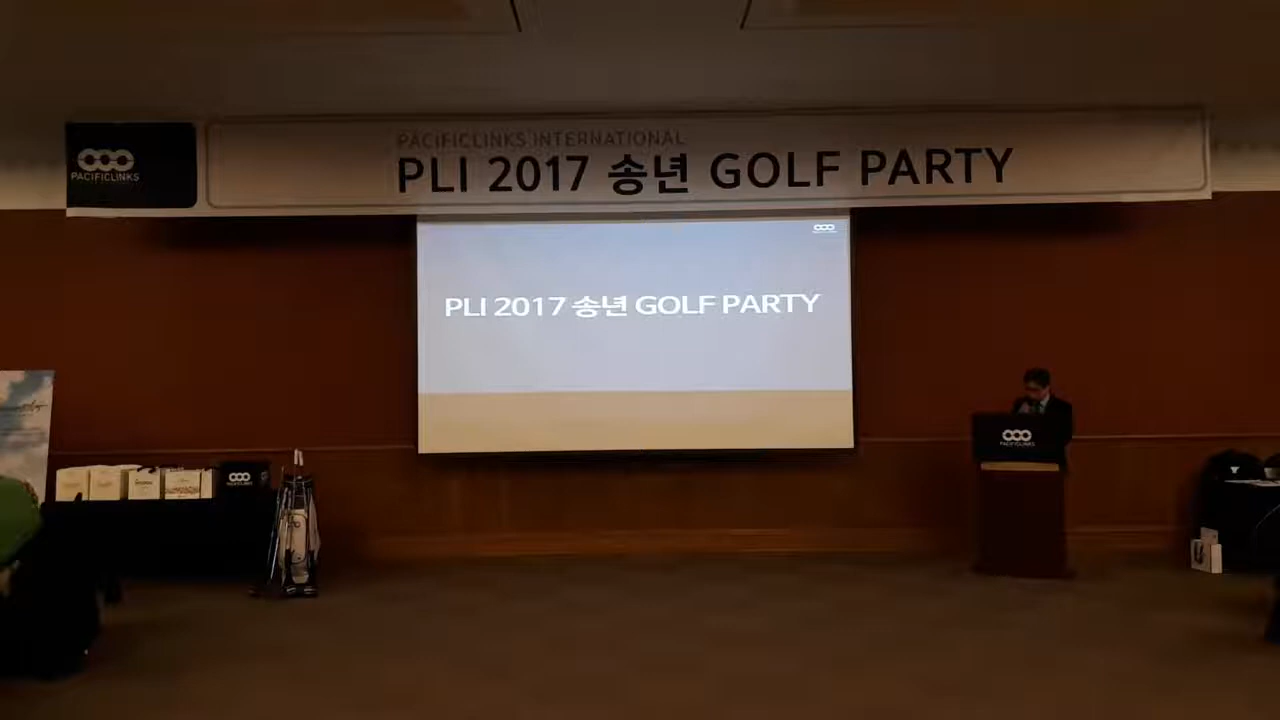 PACIFICLINKS INTERNATIONAL
PACIFICLINKS
PLI 2017 송년 GOLF PARTY
PLI 2017 송년 GOLF PARTY
PACIFICLINKS